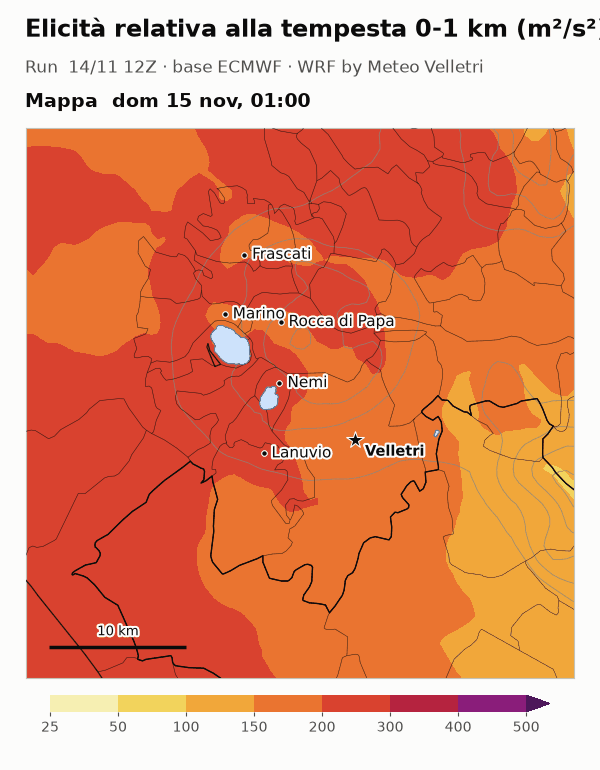 Elicità relativa alla tempesta 0-1 km (m²/s²)
Run  14/11 12Z · base ECMWF · WRF by Meteo Velletri
Mappa  dom 15 nov, 01:00
Frascati
Marino
Rocca di Papa
Nemi
Velletri
Lanuvio
10 km
25 50 100 150 200 300 400 500